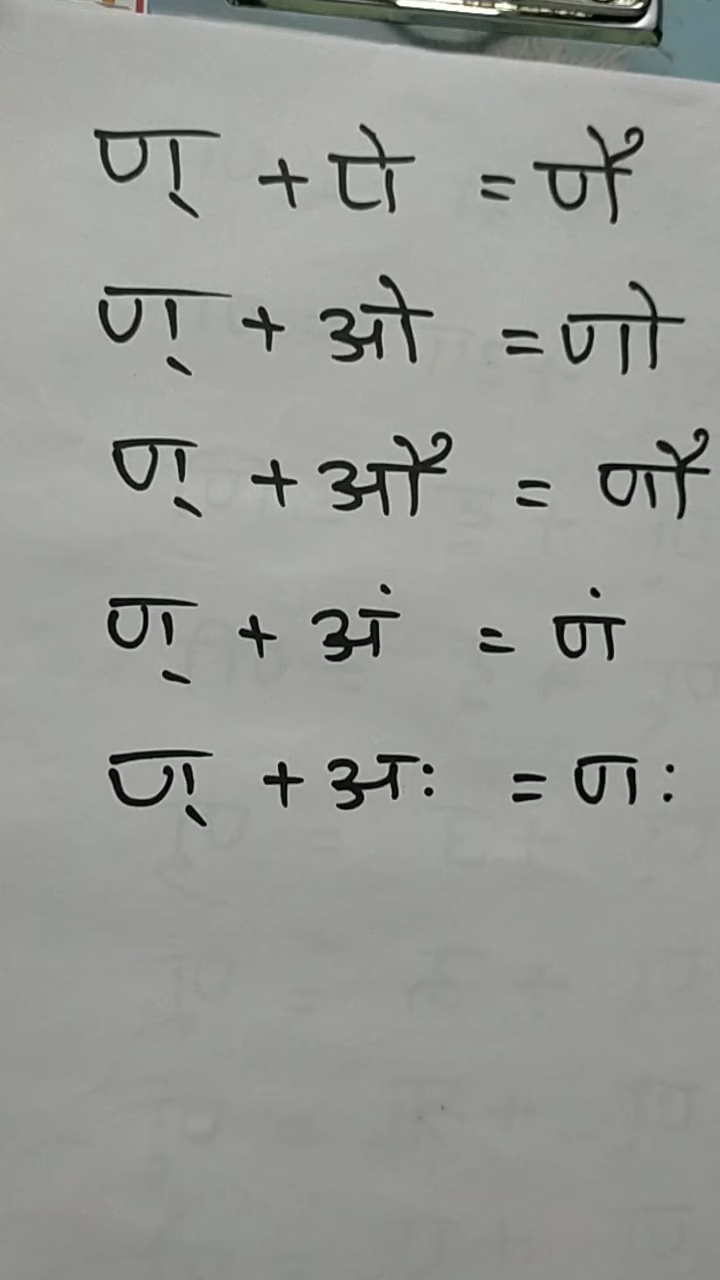 ण् + ऐ = णै
ण् + ओ = णो
ण् + औ = णौ
ण् + अं = णं
ण् + अः = णः